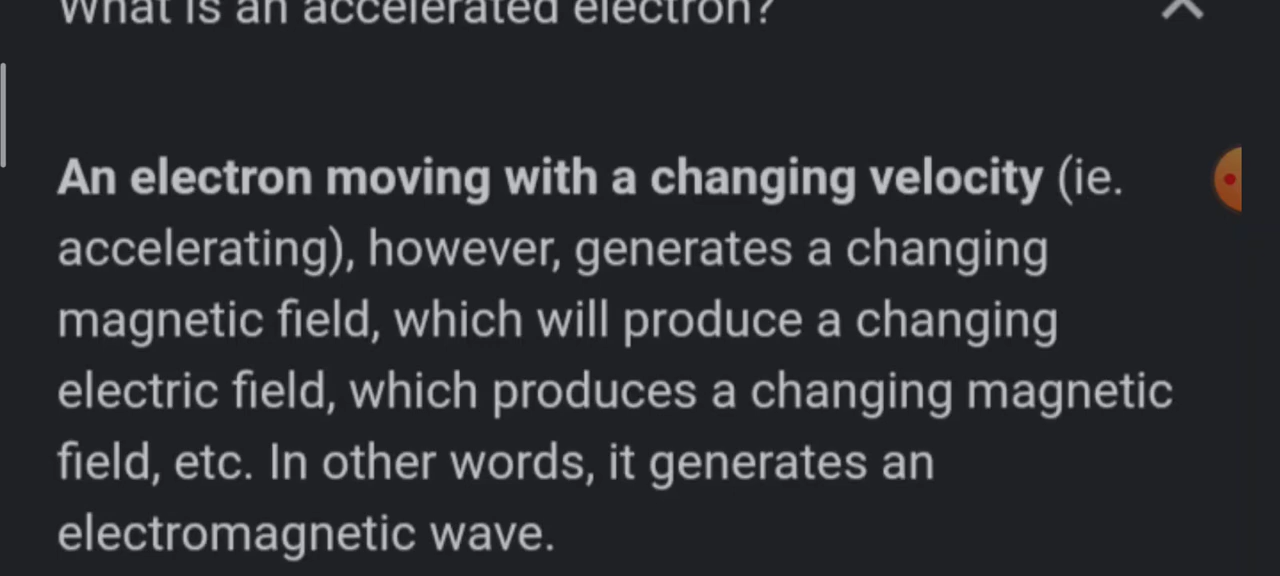 What is an accelerated electron?
An electron moving with a changing velocity (ie.
accelerating), however, generates a changing
magnetic field, which will produce a changing
electric field, which produces a changing magnetic
field, etc. In other words, it generates an
electromagnetic wave.